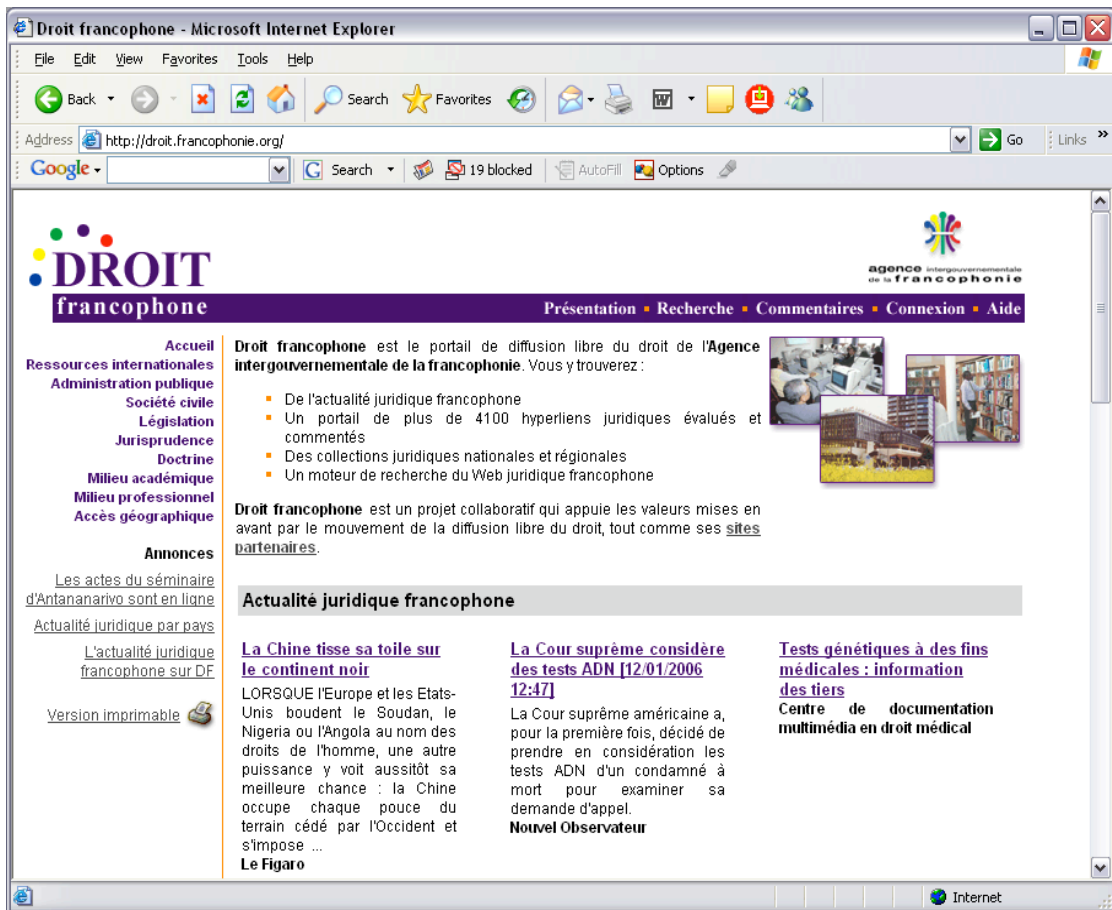 Droit francophone - Microsoft Internet Explorer
File Edit View Favorites Tools Help
Back Search Favorites
Address http://droit.francophonie.org/ Go Links »
Google Search 19 blocked AutoFill Options
DROIT
francophone
agence intergouvernementale
de la francophonie
Présentation Recherche Commentaires Connexion Aide
Accueil
Ressources internationales
Administration publique
Société civile
Législation
Jurisprudence
Doctrine
Milieu académique
Milieu professionnel
Accès géographique
Annonces
Les actes du séminaire
d'Antananarivo sont en ligne
Actualité juridique par pays
L'actualité juridique
francophone sur DF
Version imprimable
Droit francophone est le portail de diffusion libre du droit de l'Agence
intergouvernementale de la francophonie. Vous y trouverez :
De l'actualité juridique francophone
Un portail de plus de 4100 hyperliens juridiques évalués et
commentés
Des collections juridiques nationales et régionales
Un moteur de recherche du Web juridique francophone
Droit francophone est un projet collaboratif qui appuie les valeurs mises en
avant par le mouvement de la diffusion libre du droit, tout comme ses sites
partenaires.
Actualité juridique francophone
La Chine tisse sa toile sur
le continent noir
LORSQUE l'Europe et les Etats-
Unis boudent le Soudan, le
Nigeria ou l'Angola au nom des
droits de l'homme, une autre
puissance y voit aussitôt sa
meilleure chance : la Chine
occupe chaque pouce du
terrain cédé par l'Occident et
s'impose ...
Le Figaro
La Cour suprême considère
des tests ADN [12/01/2006
12:47]
La Cour suprême américaine a,
pour la première fois, décidé de
prendre en considération les
tests ADN d'un condamné à
mort pour examiner sa
demande d'appel.
Nouvel Observateur
Tests génétiques à des fins
médicales : information
des tiers
Centre de documentation
multimédia en droit médical
Internet